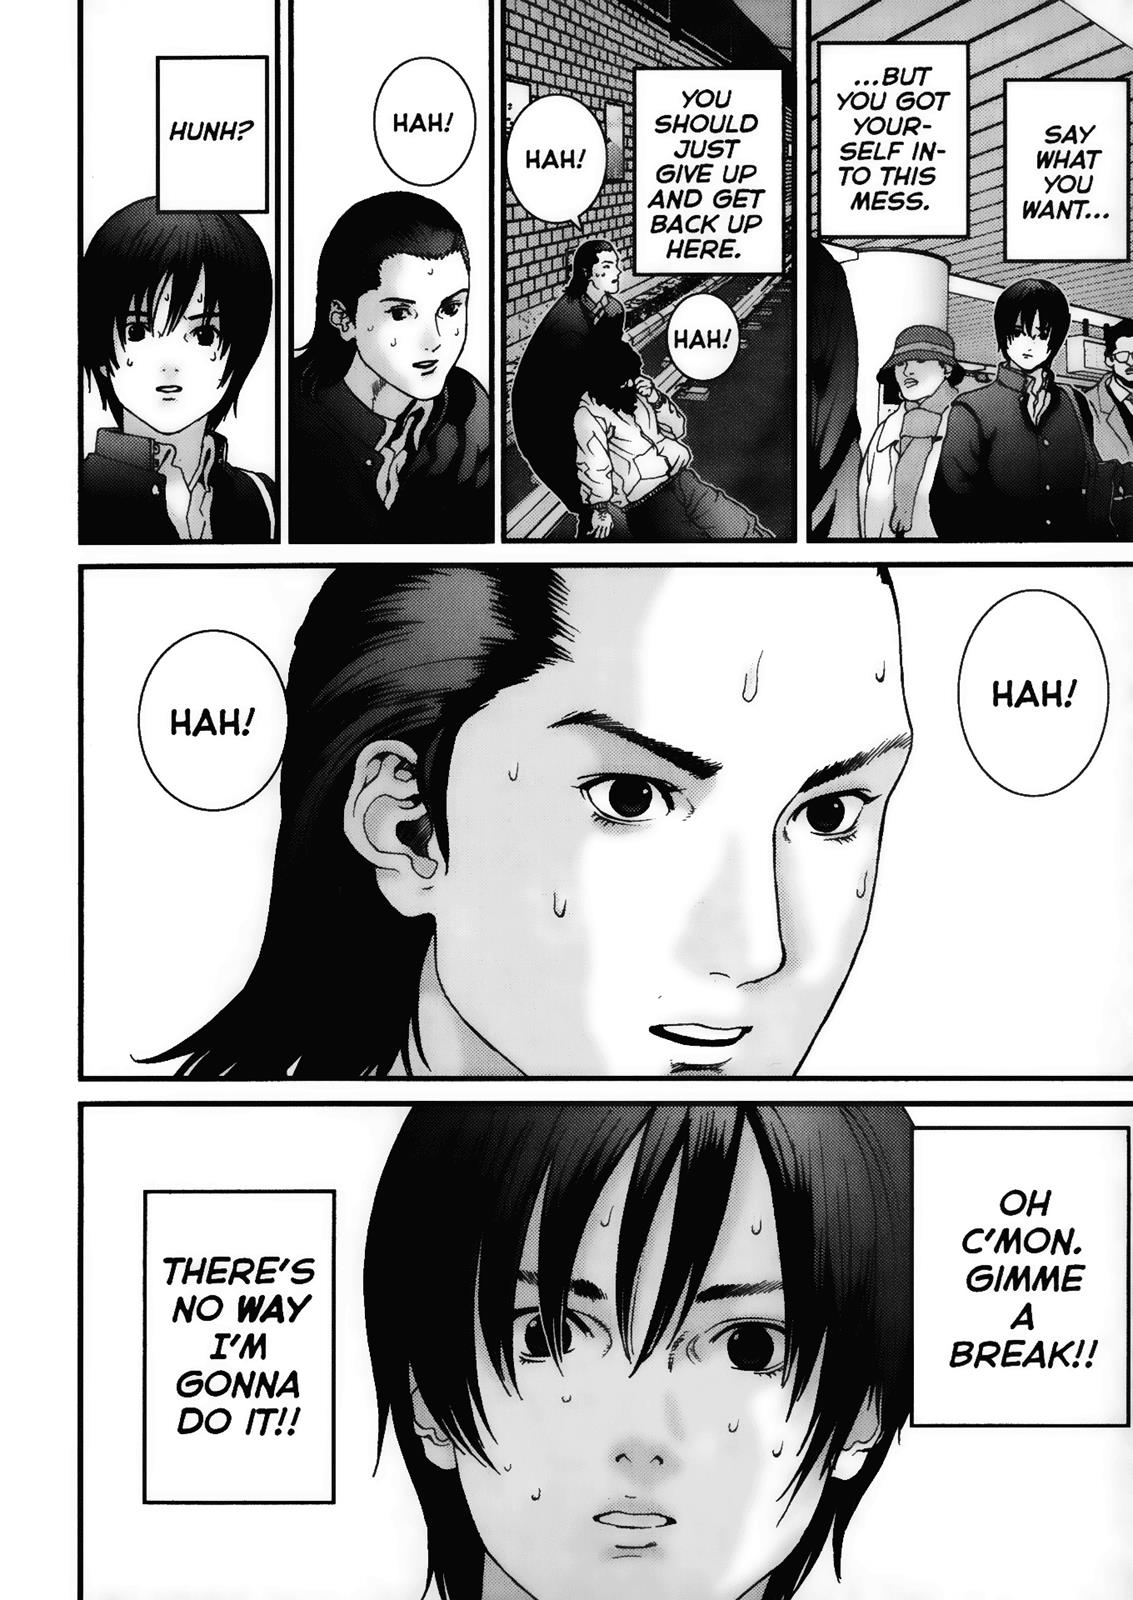 SAY
WHAT
YOU
WANT...
...BUT
YOU GOT
YOUR-
SELF IN-
TO THIS
MESS.
YOU
SHOULD
JUST
GIVE UP
AND GET
BACK UP
HERE.
HAH!
HAH!
HAH!
HUNH?
HAH!
HAH!
OH
C'MON.
GIMME
A
BREAK!!
THERE'S
NO WAY
I'M
GONNA
DO IT!!